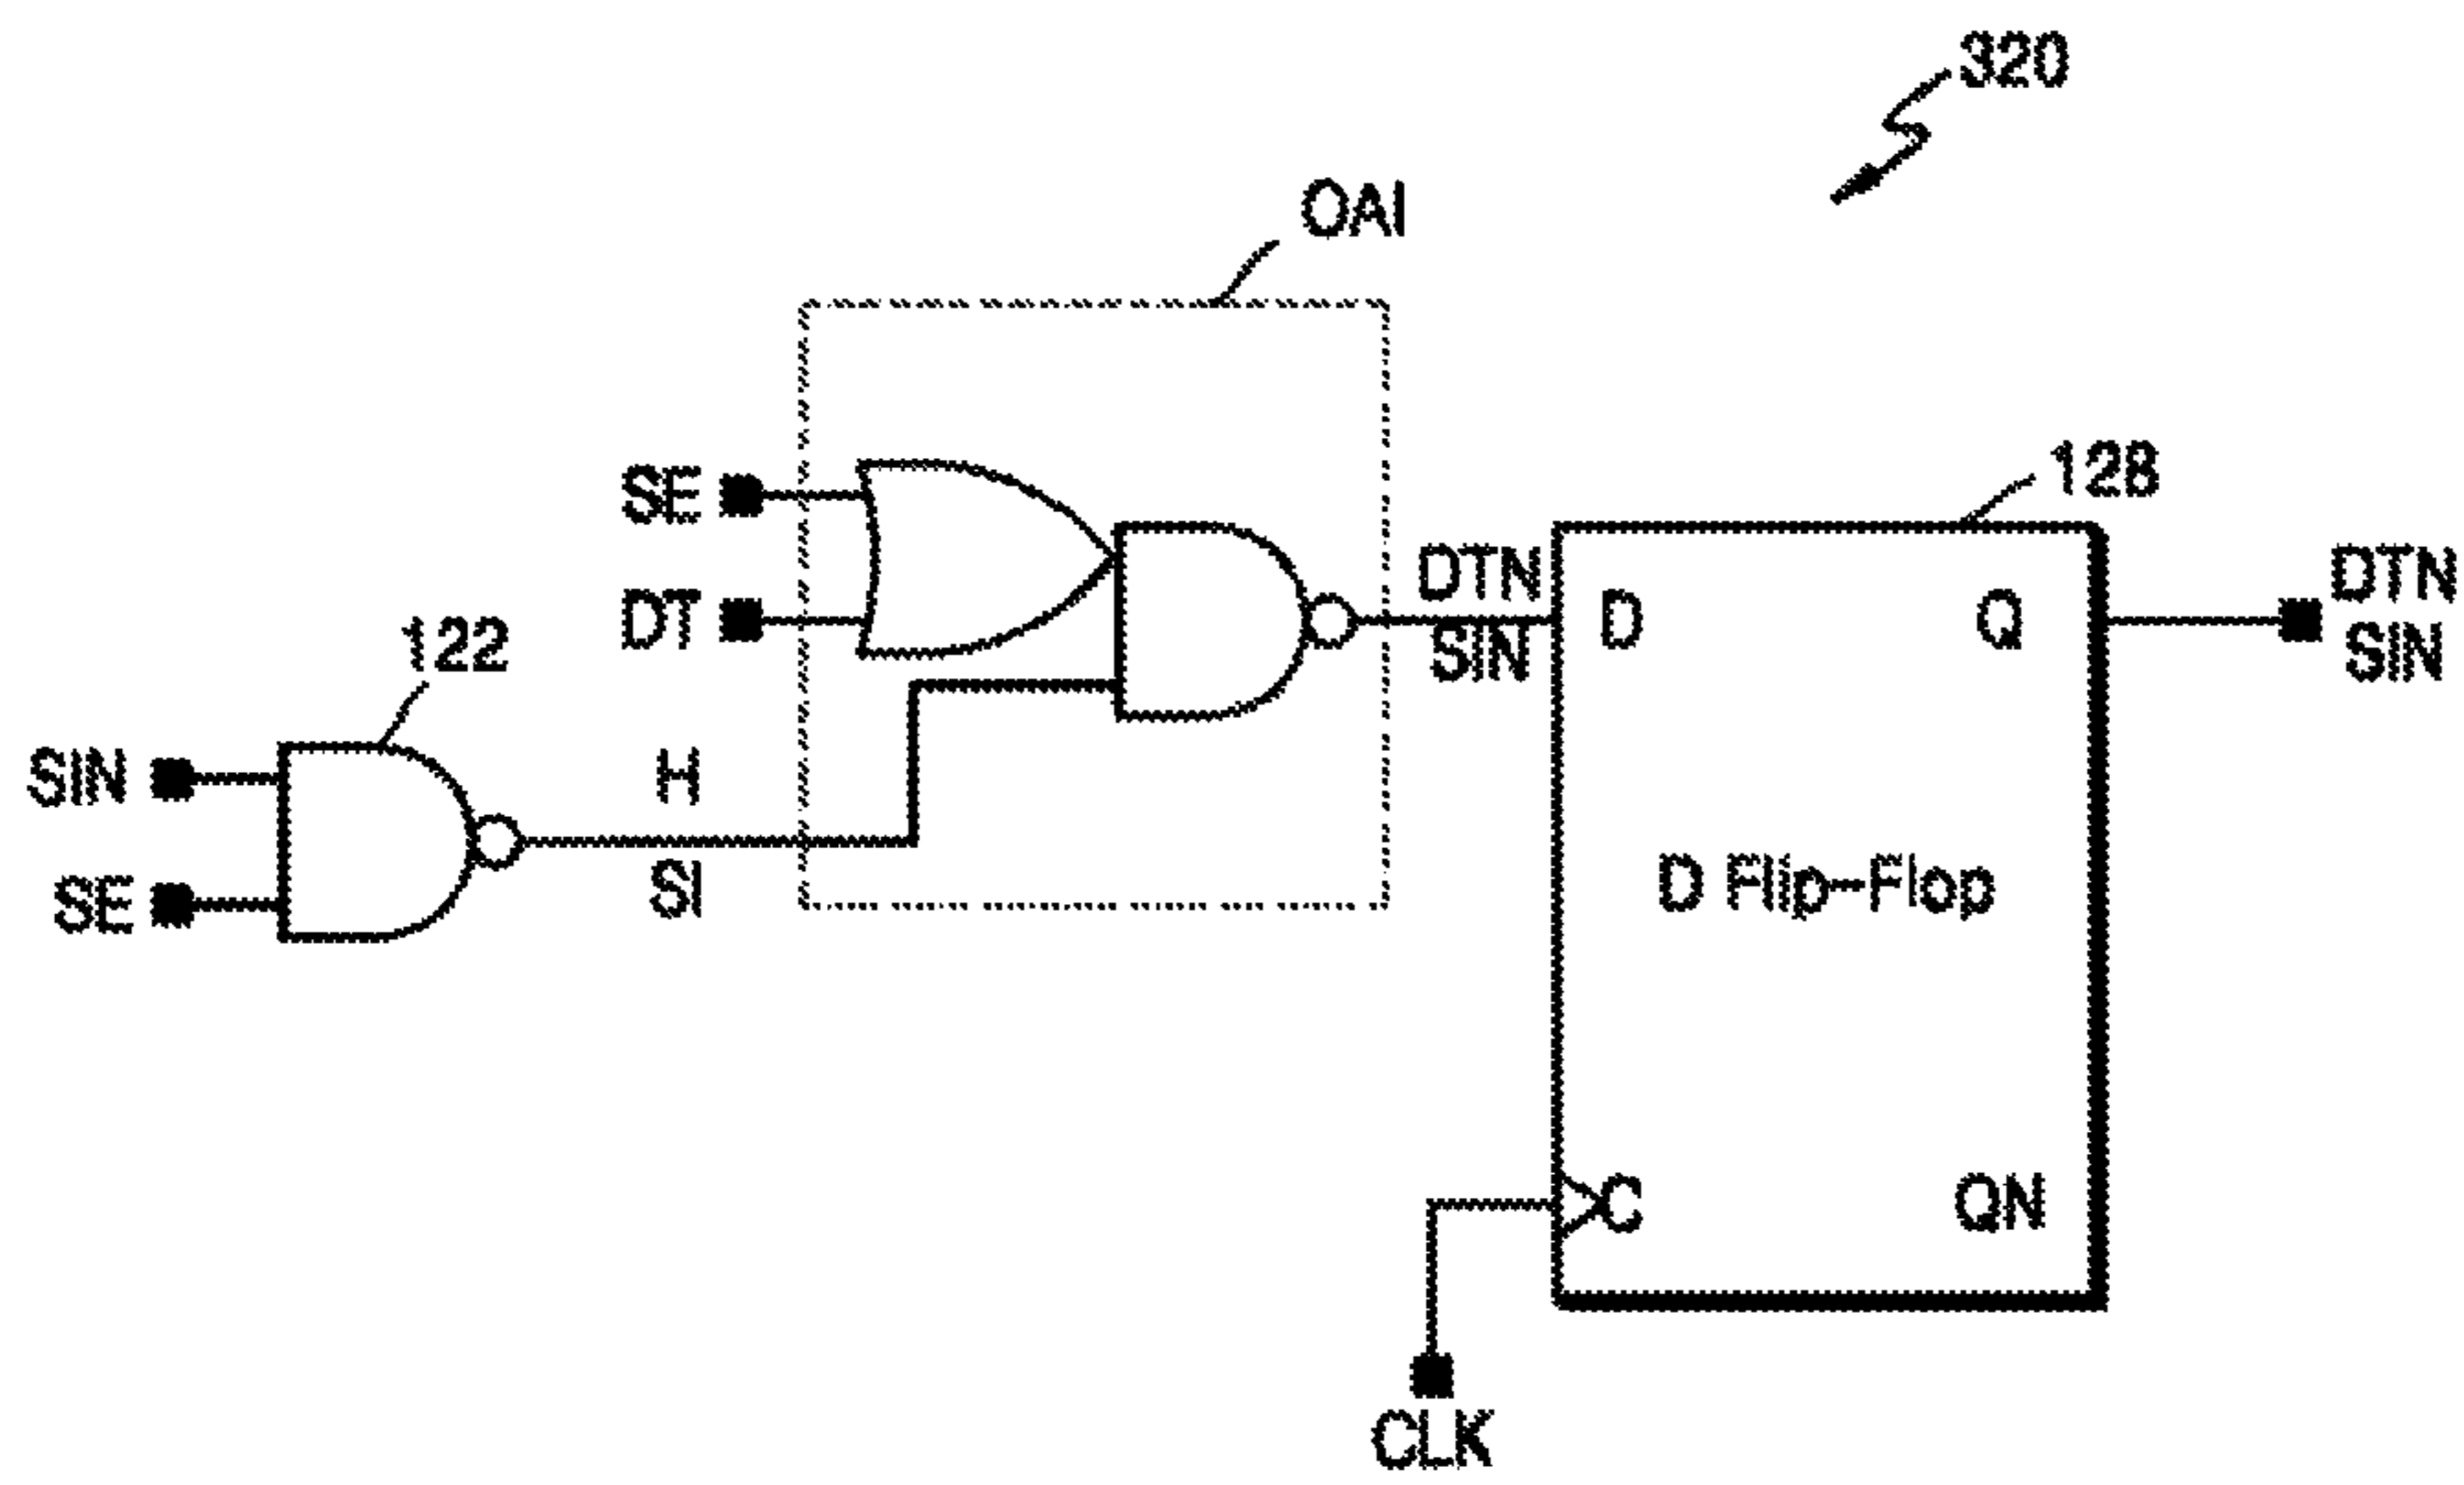 320
OAI
SE
128
DTN
SIN
D
Q
DTN
SIN
DT
122
SIN
H
SE
SI
D Flip-Flop
C
QN
CLK